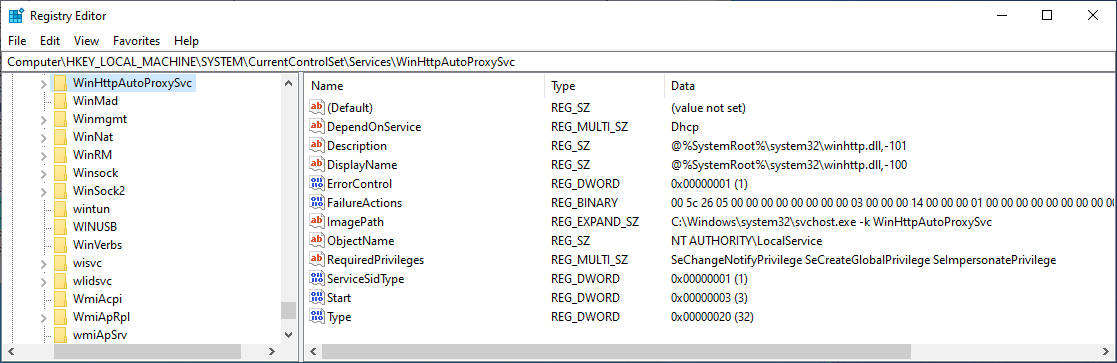 Registry Editor
File Edit View Favorites Help
Computer\HKEY_LOCAL_MACHINE\SYSTEM\CurrentControlSet\Services\WinHttpAutoProxySvc
WinHttpAutoProxySvc
WinMad
Winmgmt
WinNat
WinRM
Winsock
WinSock2
wintun
WINUSB
WinVerbs
wisvc
wlidsvc
WmiAcpi
WmiApRpl
wmiApSrv
Name Type Data
(Default) REG_SZ (value not set)
DependOnService REG_MULTI_SZ Dhcp
Description REG_SZ @%SystemRoot%\system32\winhttp.dll,-101
DisplayName REG_SZ @%SystemRoot%\system32\winhttp.dll,-100
ErrorControl REG_DWORD 0x00000001 (1)
FailureActions REG_BINARY 00 5c 26 05 00 00 00 00 00 00 00 00 03 00 00 00 14 00 00 00 01 00 00 00 00 00 00 00 00 00
ImagePath REG_EXPAND_SZ C:\Windows\system32\svchost.exe -k WinHttpAutoProxySvc
ObjectName REG_SZ NT AUTHORITY\LocalService
RequiredPrivileges REG_MULTI_SZ SeChangeNotifyPrivilege SeCreateGlobalPrivilege SeImpersonatePrivilege
ServiceSidType REG_DWORD 0x00000001 (1)
Start REG_DWORD 0x00000003 (3)
Type REG_DWORD 0x00000020 (32)